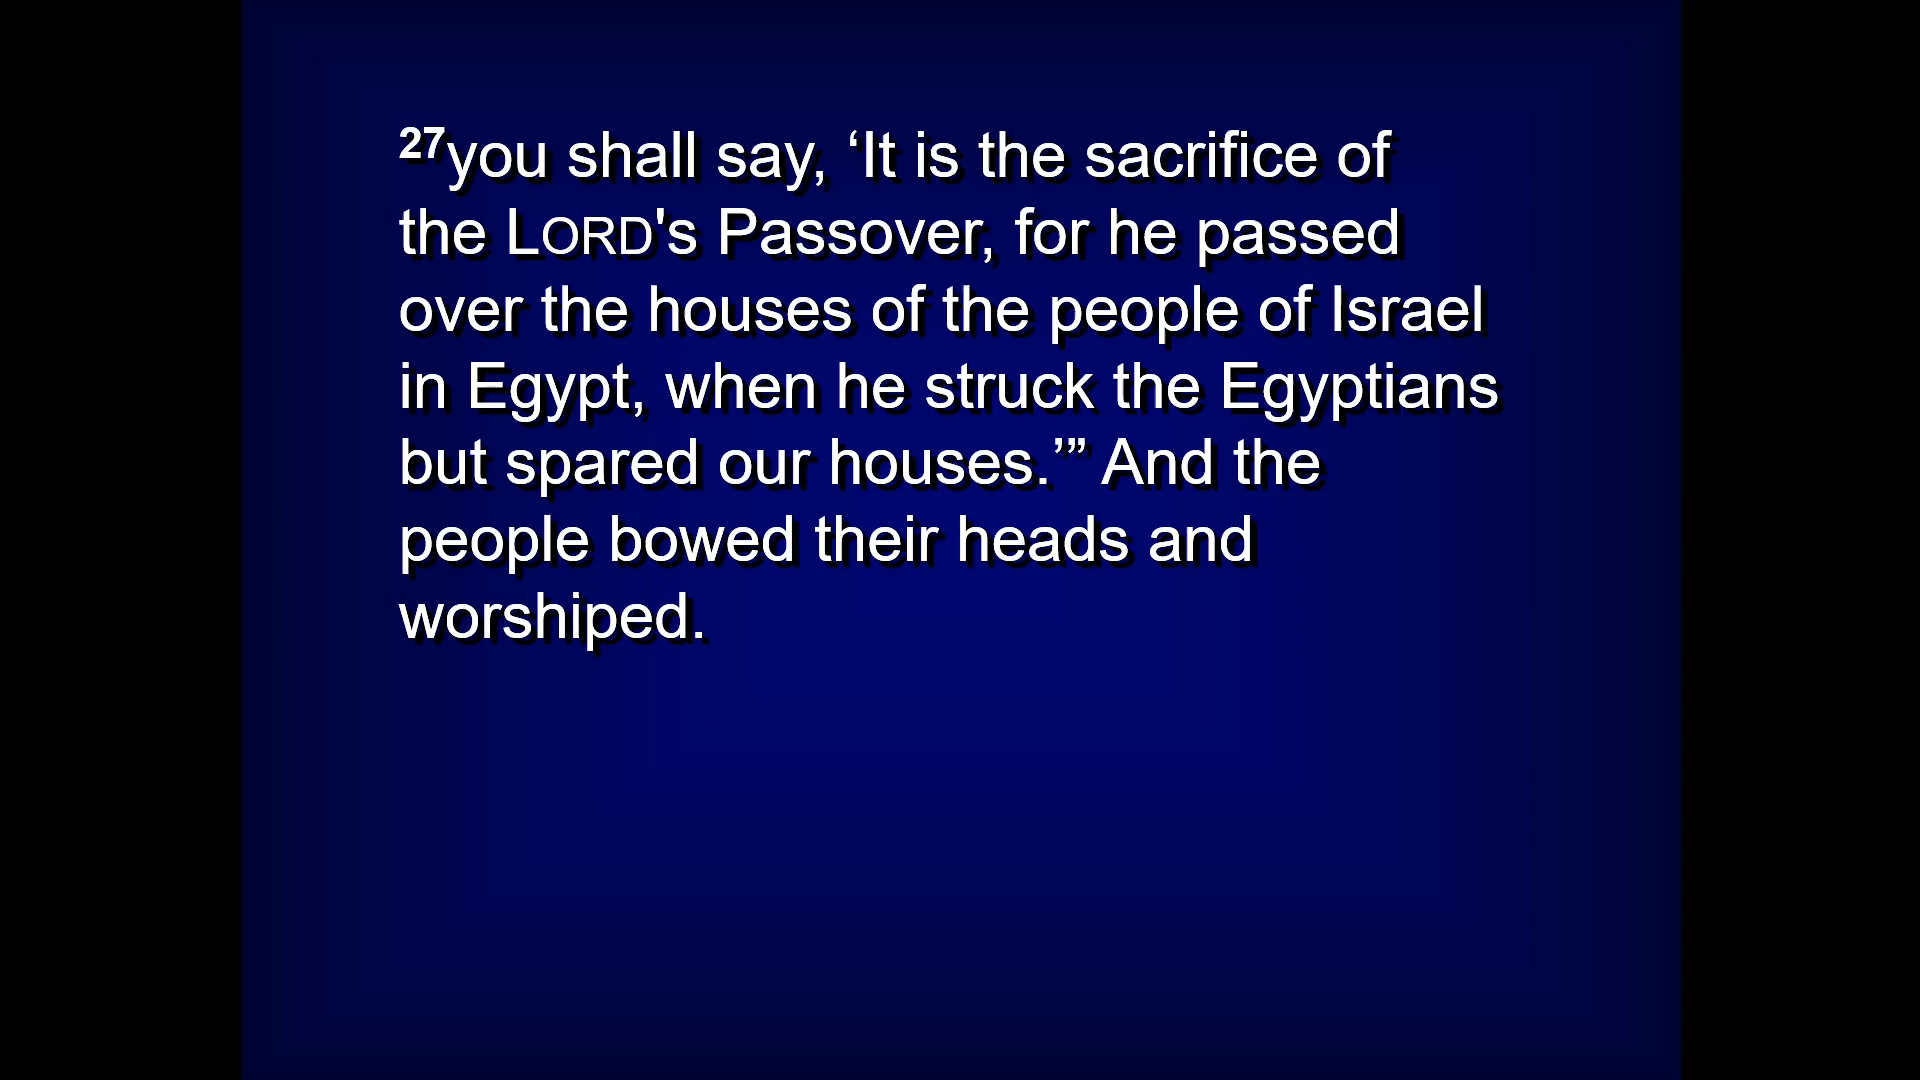 27you shall say, ‘It is the sacrifice of
the LORD's Passover, for he passed
over the houses of the people of Israel
in Egypt, when he struck the Egyptians
but spared our houses.’” And the
people bowed their heads and
worshiped.